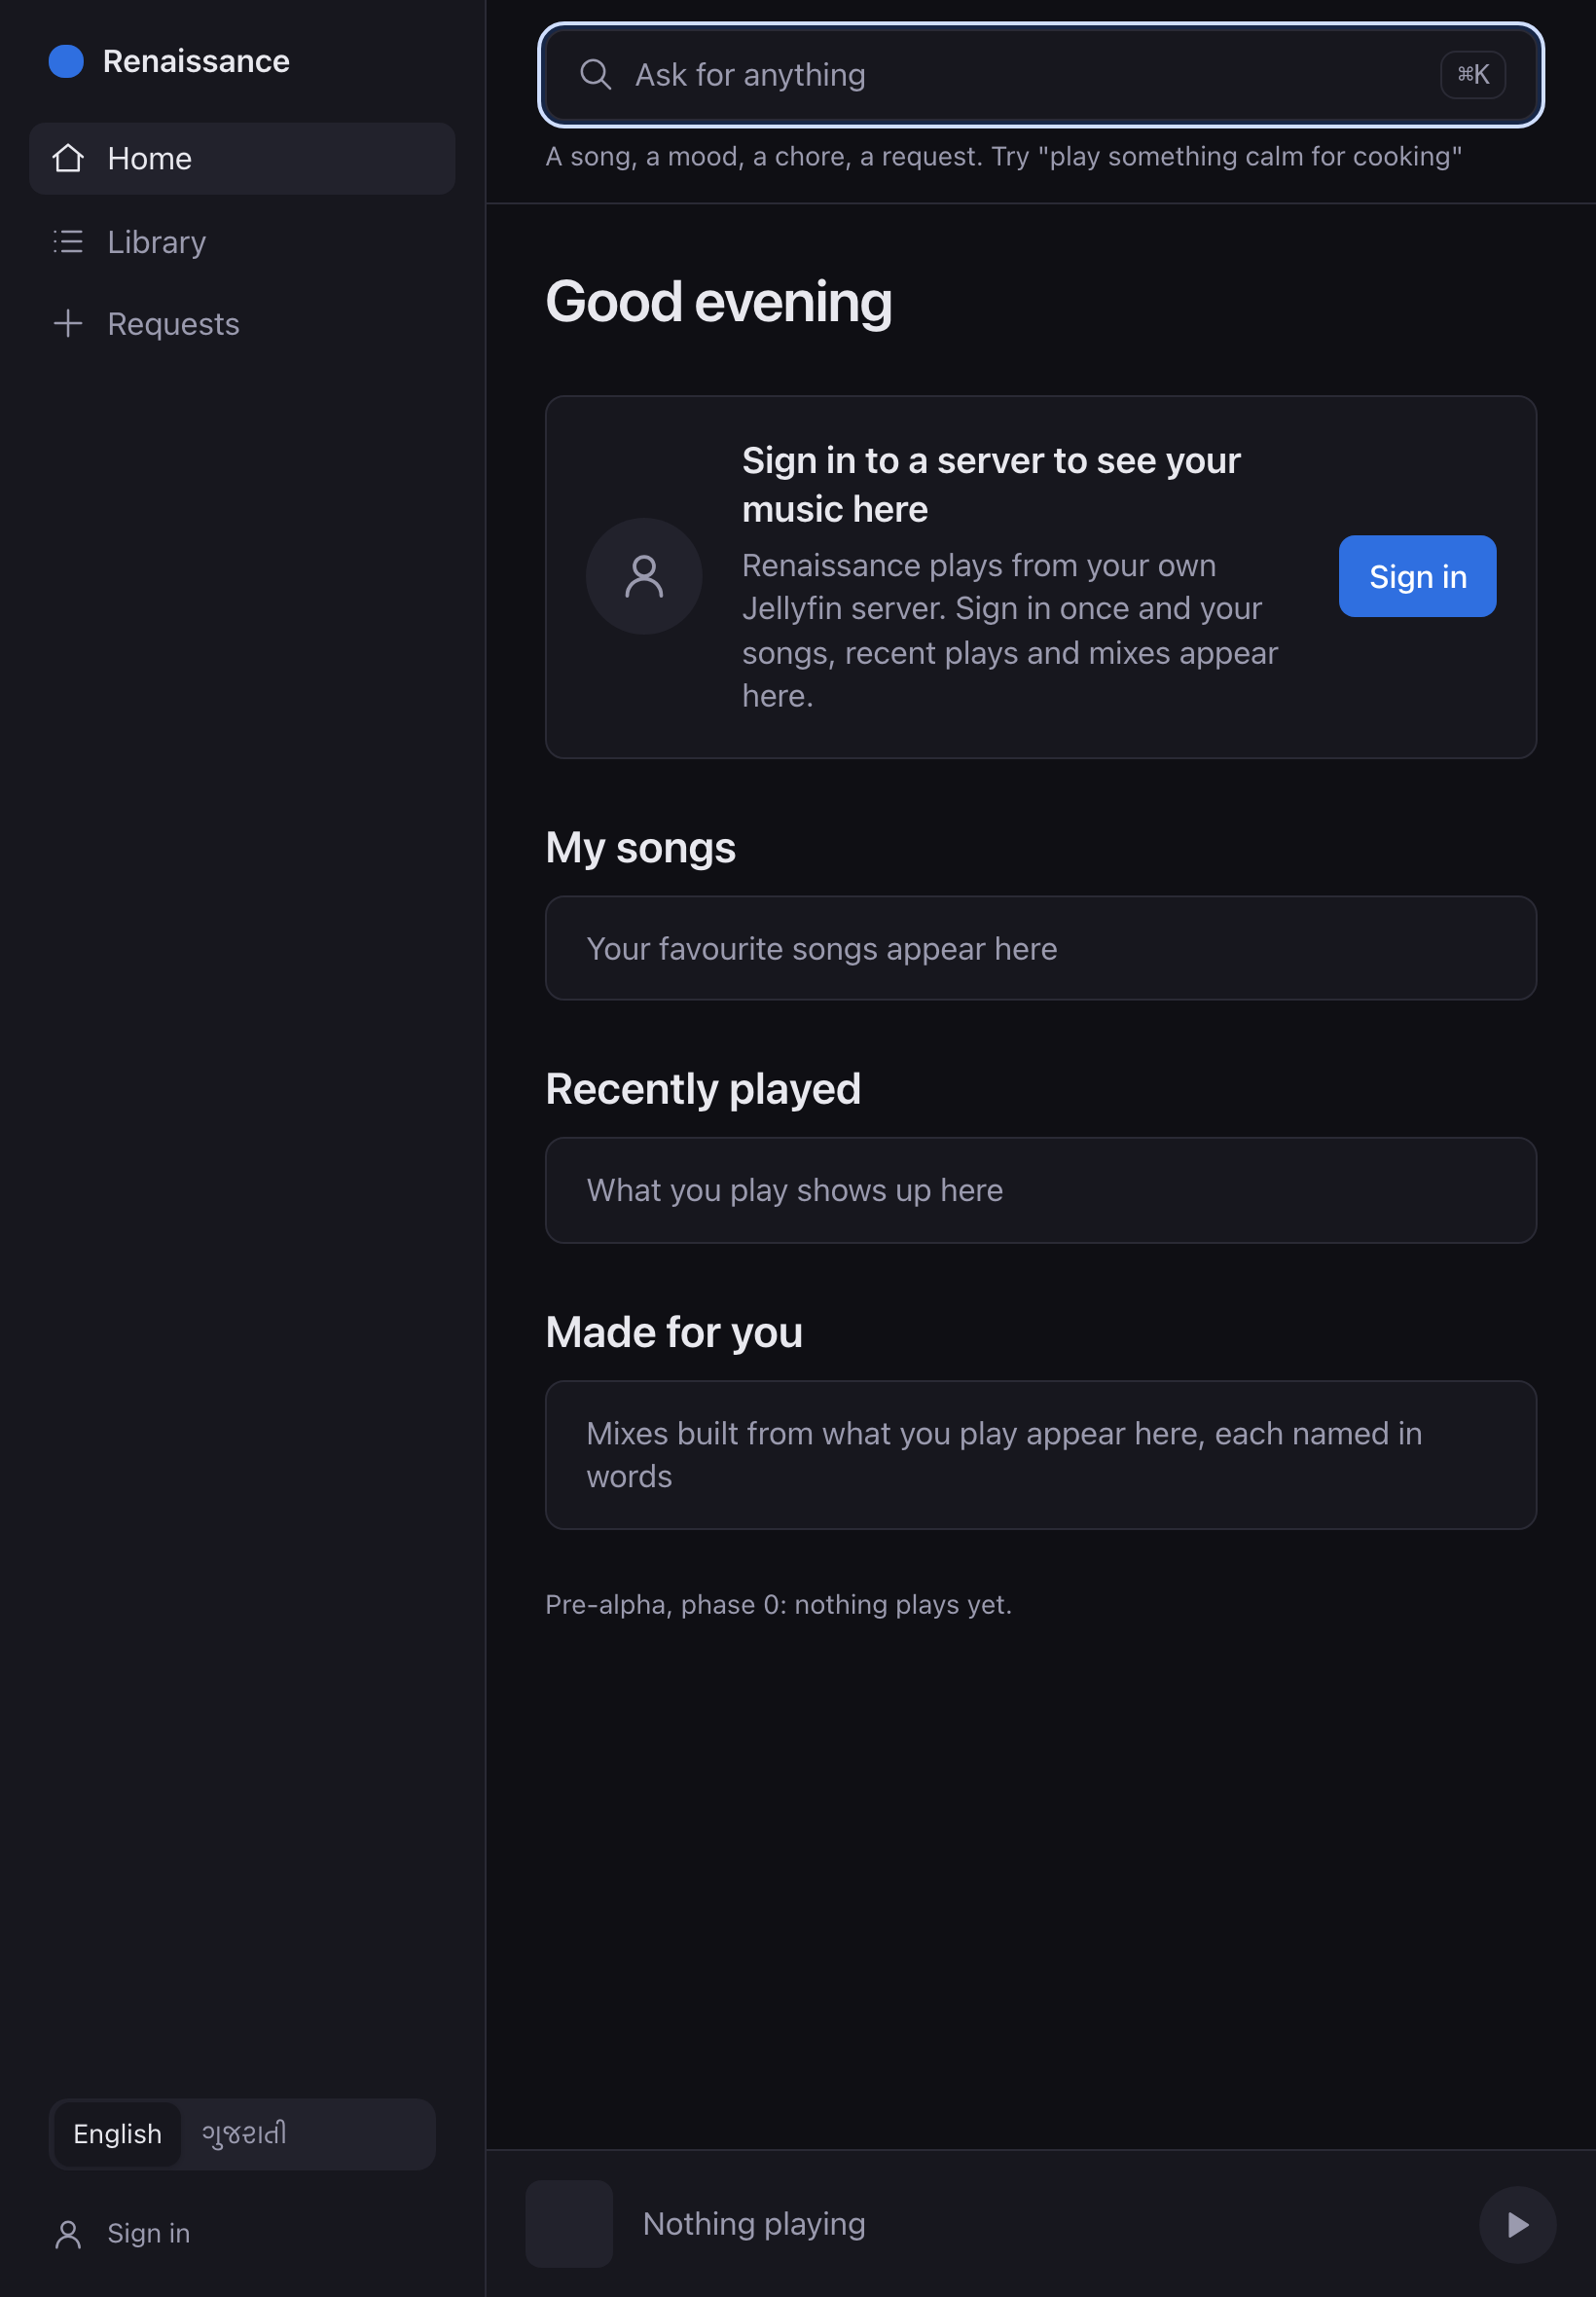 Renaissance
Home
Library
Requests
English ગુજરાતી
Sign in
Ask for anything ⌘K
A song, a mood, a chore, a request. Try "play something calm for cooking"
Good evening
Sign in to a server to see your
music here
Renaissance plays from your own
Jellyfin server. Sign in once and your
songs, recent plays and mixes appear
here.
Sign in
My songs
Your favourite songs appear here
Recently played
What you play shows up here
Made for you
Mixes built from what you play appear here, each named in
words
Pre-alpha, phase 0: nothing plays yet.
Nothing playing